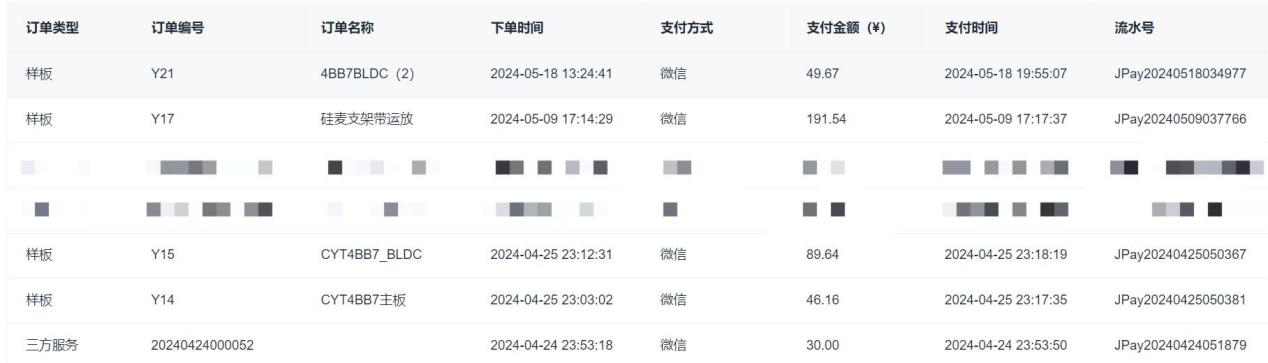 订单类型 订单编号 订单名称 下单时间 支付方式 支付金额（¥） 支付时间 流水号
样板 Y21 4BB7BLDC（2） 2024-05-18 13:24:41 微信 49.67 2024-05-18 19:55:07 JPay20240518034977
样板 Y17 硅麦支架带运放 2024-05-09 17:14:29 微信 191.54 2024-05-09 17:17:37 JPay20240509037766
样板 Y15 CYT4BB7_BLDC 2024-04-25 23:12:31 微信 89.64 2024-04-25 23:18:19 JPay20240425050367
样板 Y14 CYT4BB7主板 2024-04-25 23:03:02 微信 46.16 2024-04-25 23:17:35 JPay20240425050381
三方服务 20240424000052 2024-04-24 23:53:18 微信 30.00 2024-04-24 23:53:50 JPay20240424051879